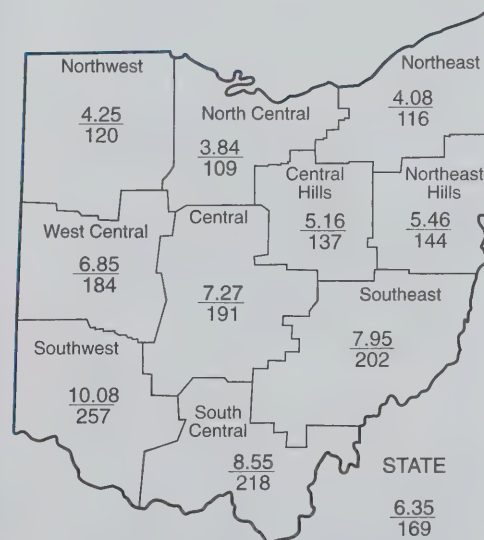 Northwest
4.25
120
North Central
3.84
109
Northeast
4.08
116
West Central
6.85
184
Central
7.27
191
Central
Hills
5.16
137
Northeast
Hills
5.46
144
Southwest
10.08
257
South
Central
8.55
218
Southeast
7.95
202
STATE
6.35
169